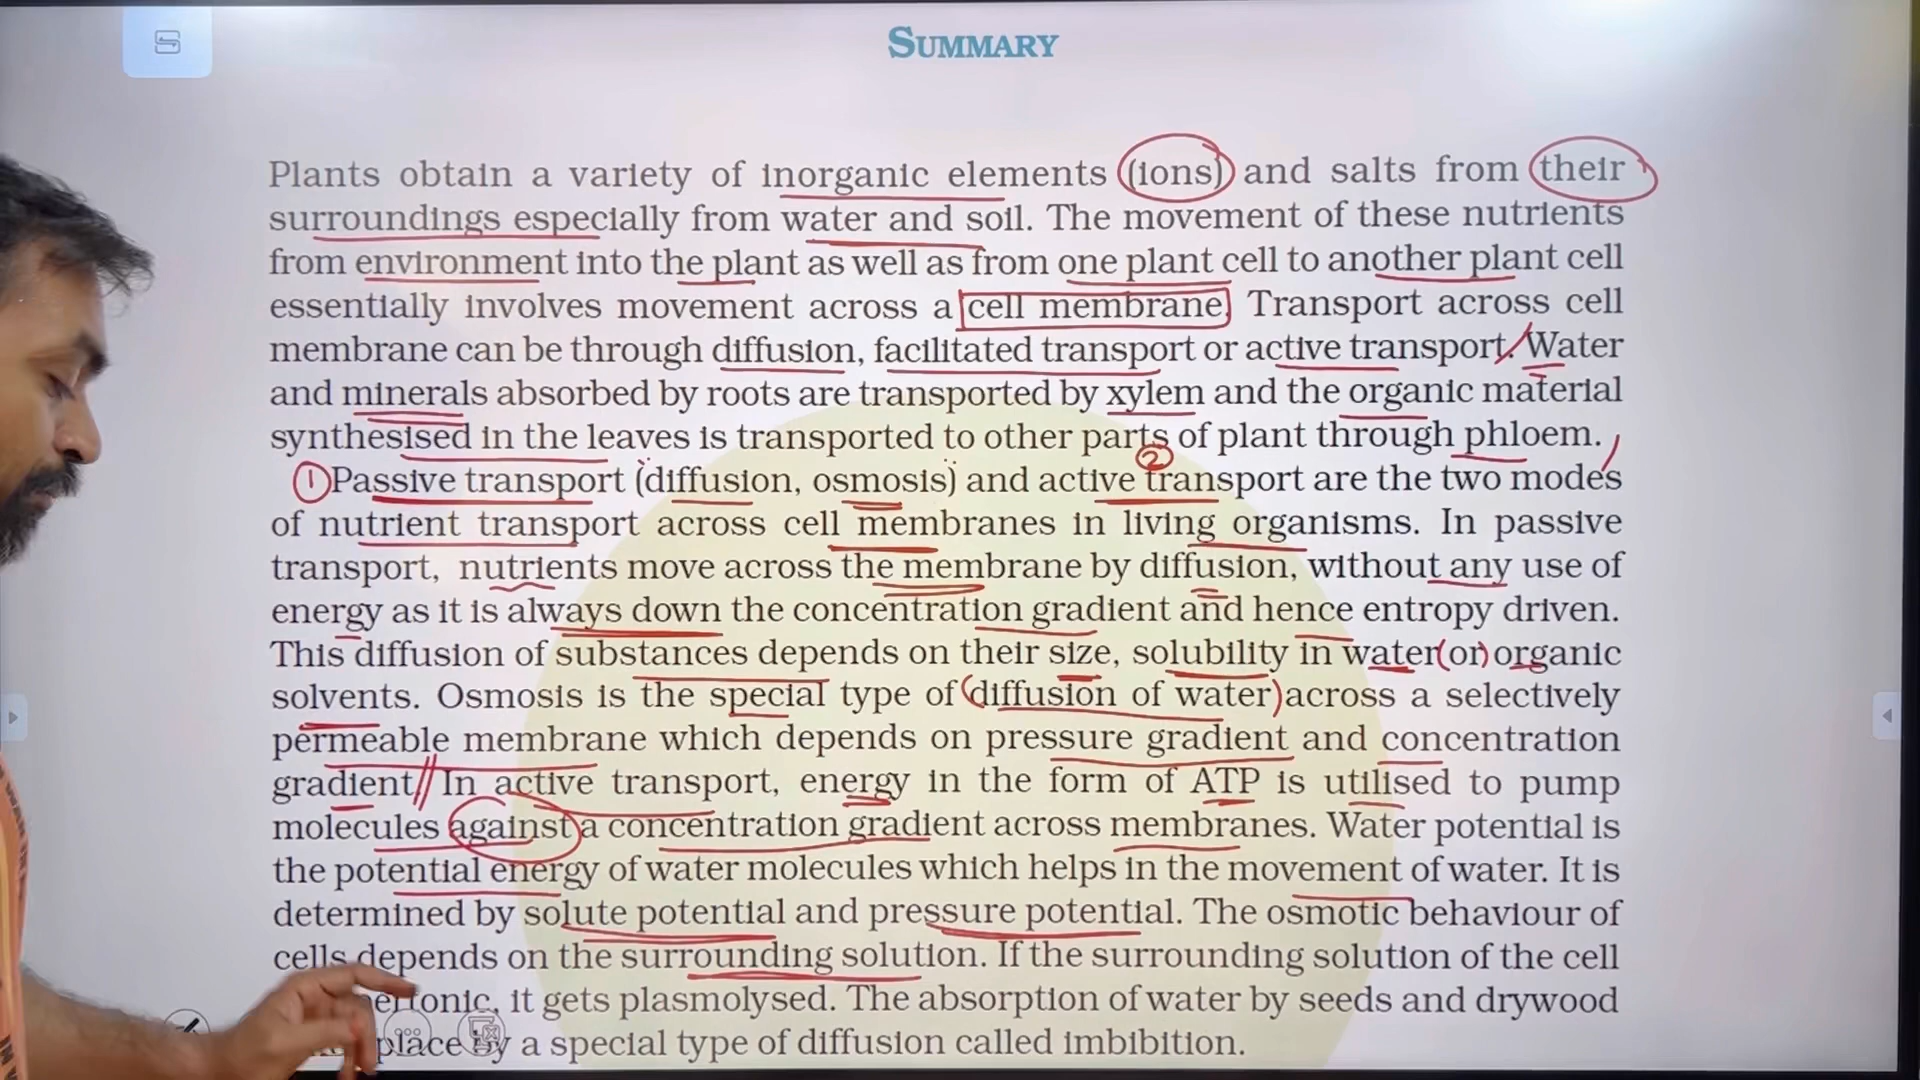 SUMMARY
Plants obtain a variety of inorganic elements (ions) and salts from their
surroundings especially from water and soil. The movement of these nutrients
from environment into the plant as well as from one plant cell to another plant cell
essentially involves movement across a cell membrane. Transport across cell
membrane can be through diffusion, facilitated transport or active transport. Water
and minerals absorbed by roots are transported by xylem and the organic material
synthesised in the leaves is transported to other parts of plant through phloem.
① Passive transport (diffusion, osmosis) and active ② transport are the two modes
of nutrient transport across cell membranes in living organisms. In passive
transport, nutrients move across the membrane by diffusion, without any use of
energy as it is always down the concentration gradient and hence entropy driven.
This diffusion of substances depends on their size, solubility in water (or) organic
solvents. Osmosis is the special type of (diffusion of water) across a selectively
permeable membrane which depends on pressure gradient and concentration
gradient. In active transport, energy in the form of ATP is utilised to pump
molecules against a concentration gradient across membranes. Water potential is
the potential energy of water molecules which helps in the movement of water. It is
determined by solute potential and pressure potential. The osmotic behaviour of
cells depends on the surrounding solution. If the surrounding solution of the cell
it gets plasmolysed. The absorption of water by seeds and drywood
place by a special type of diffusion called imbibition.